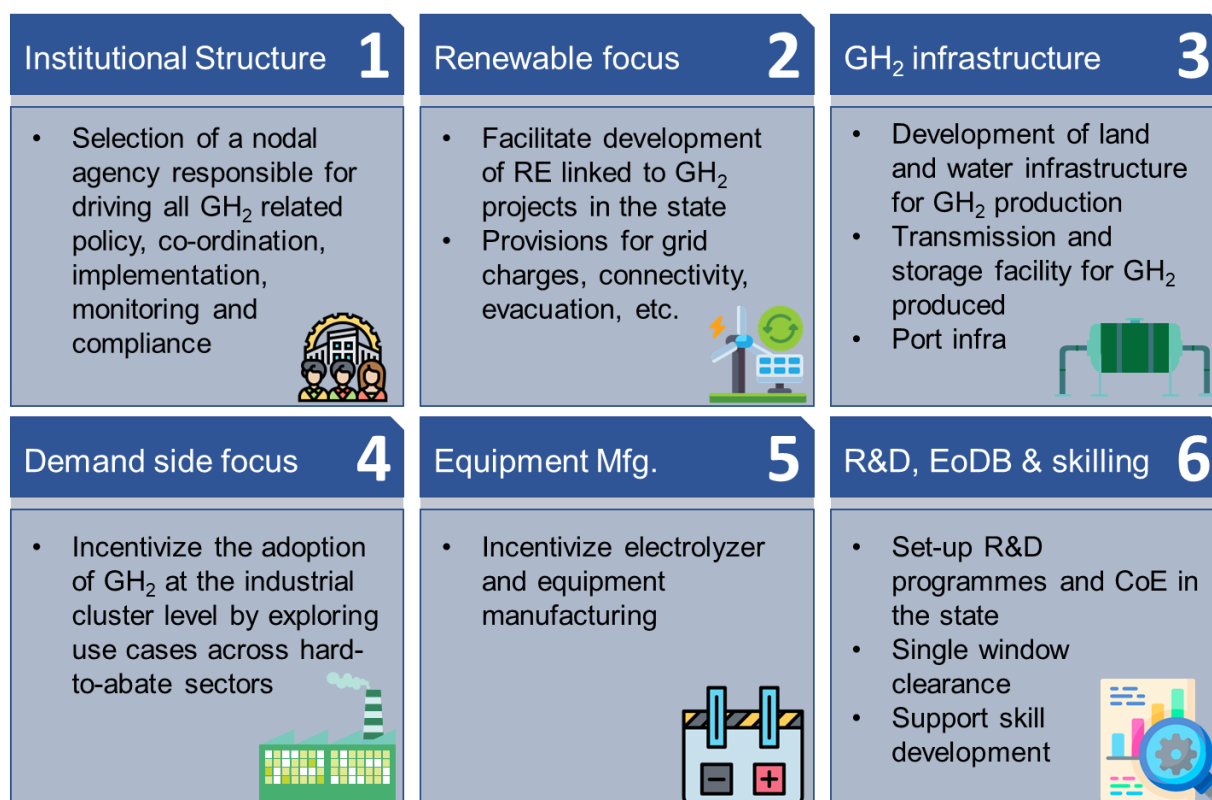 Institutional Structure 1
• Selection of a nodal
agency responsible for
driving all GH₂ related
policy, co-ordination,
implementation,
monitoring and
compliance
Renewable focus 2
• Facilitate development
of RE linked to GH₂
projects in the state
• Provisions for grid
charges, connectivity,
evacuation, etc.
GH₂ infrastructure 3
• Development of land
and water infrastructure
for GH₂ production
• Transmission and
storage facility for GH₂
produced
• Port infra
Demand side focus 4
• Incentivize the adoption
of GH₂ at the industrial
cluster level by exploring
use cases across hard-
to-abate sectors
Equipment Mfg. 5
• Incentivize electrolyzer
and equipment
manufacturing
R&D, EoDB & skilling 6
• Set-up R&D
programmes and CoE in
the state
• Single window
clearance
• Support skill
development